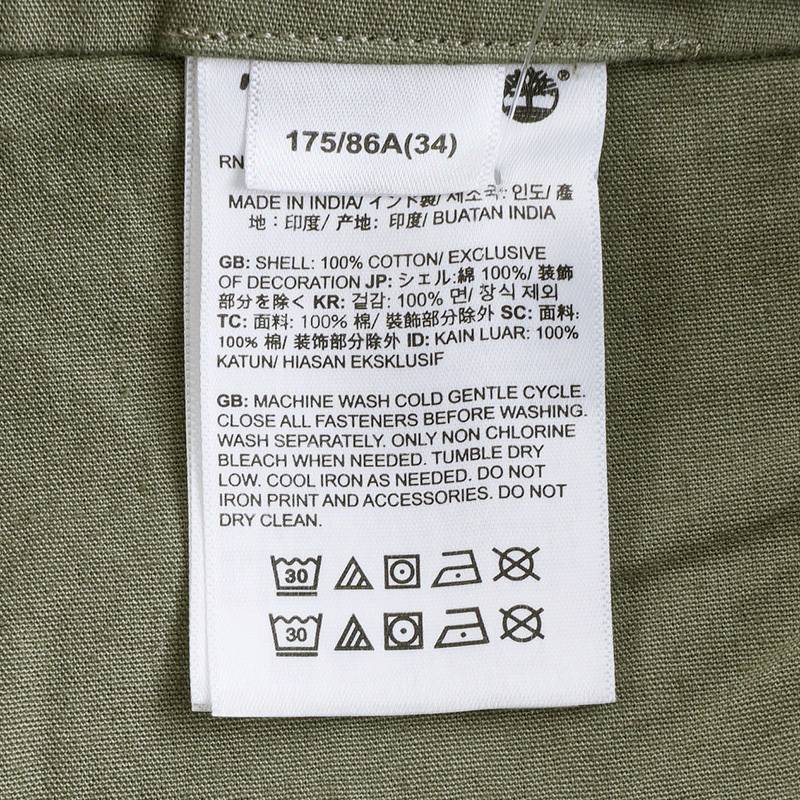 ®
175/86A(34)
RN
MADE IN INDIA/ インド製/ 제조국: 인도/ 產
地：印度/ 产地：印度/ BUATAN INDIA
GB: SHELL: 100% COTTON/ EXCLUSIVE
OF DECORATION JP: シェル:綿 100%/ 装飾
部分を除く KR: 겉감: 100% 면/ 장식 제외
TC: 面料: 100% 棉/ 裝飾部分除外 SC: 面料:
100% 棉/ 装饰部分除外 ID: KAIN LUAR: 100%
KATUN/ HIASAN EKSKLUSIF
GB: MACHINE WASH COLD GENTLE CYCLE.
CLOSE ALL FASTENERS BEFORE WASHING.
WASH SEPARATELY. ONLY NON CHLORINE
BLEACH WHEN NEEDED. TUMBLE DRY
LOW. COOL IRON AS NEEDED. DO NOT
IRON PRINT AND ACCESSORIES. DO NOT
DRY CLEAN.
30
30